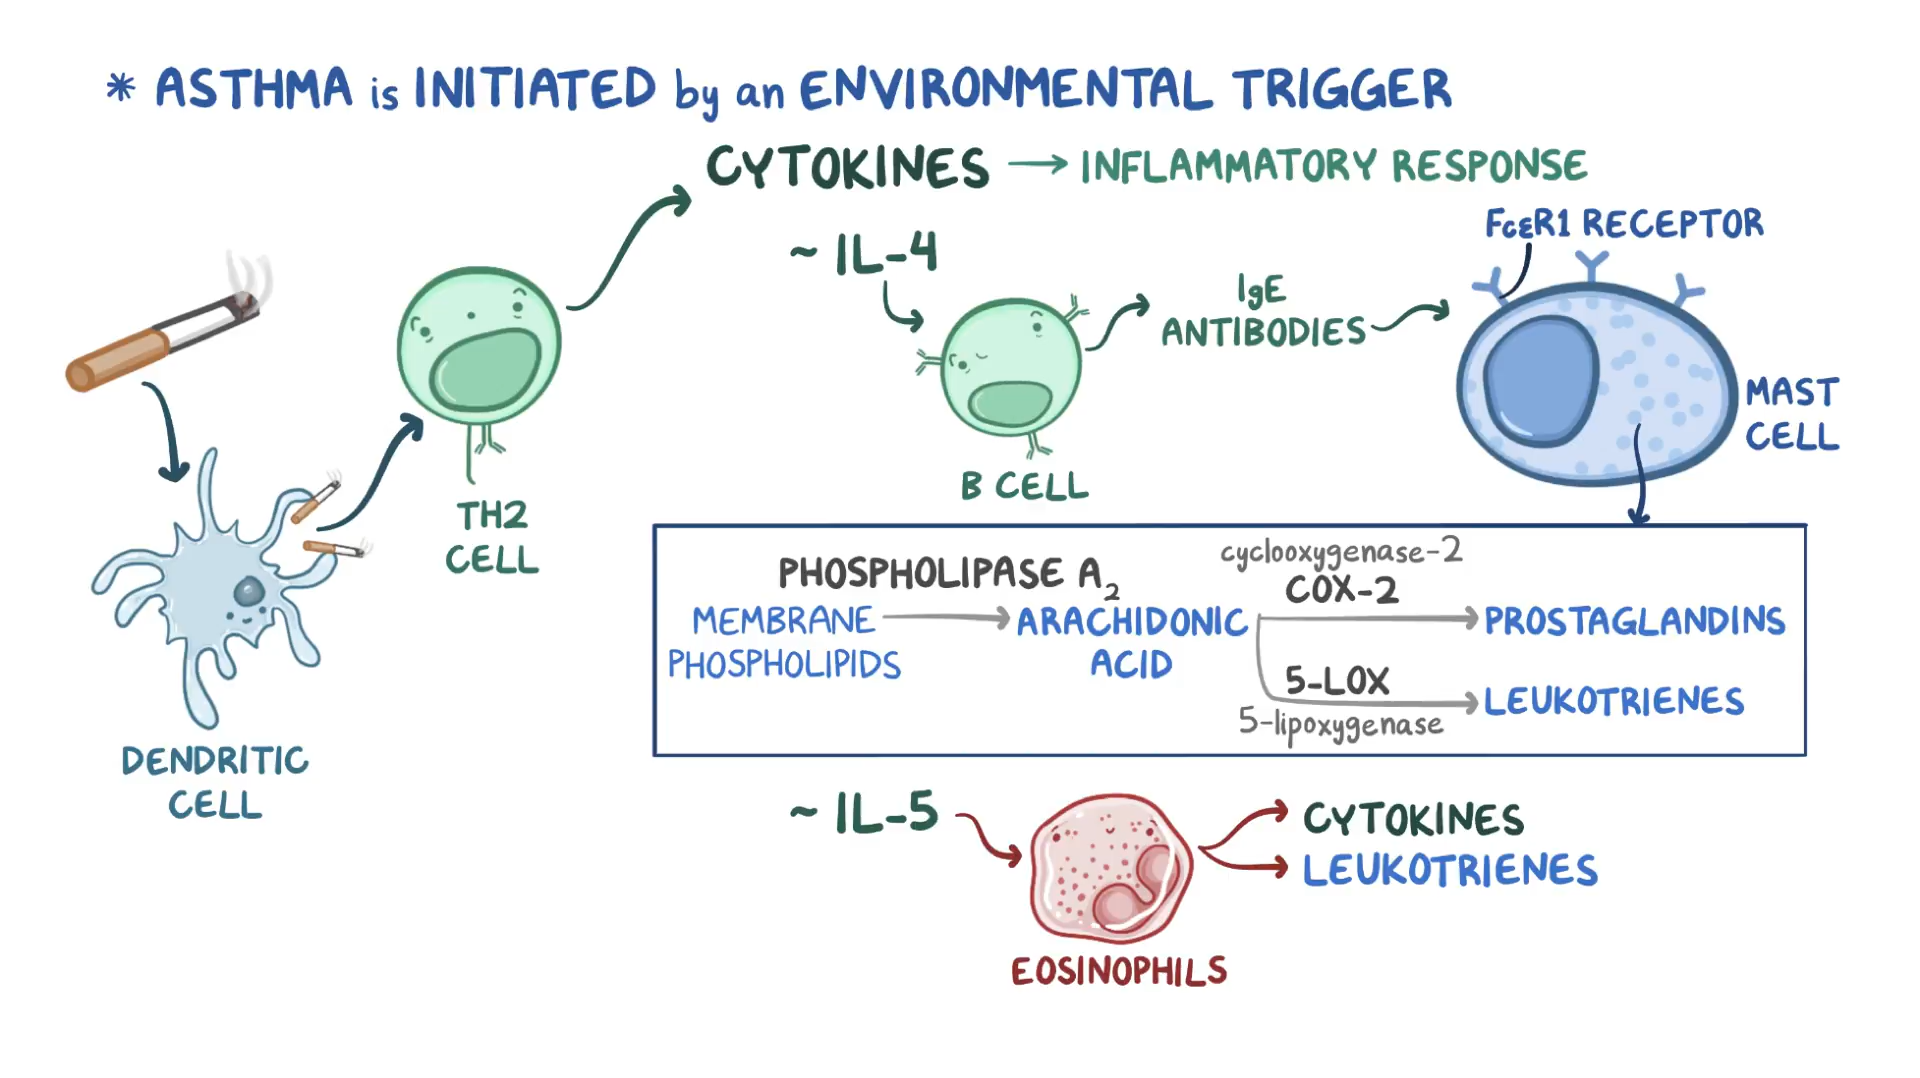 * ASTHMA is INITIATED by an ENVIRONMENTAL TRIGGER
CYTOKINES → INFLAMMATORY RESPONSE
~ IL-4
FcεR1 RECEPTOR
IgE
ANTIBODIES
MAST
CELL
B CELL
TH2
CELL
DENDRITIC
CELL
PHOSPHOLIPASE A₂
cyclooxygenase-2
COX-2
MEMBRANE
PHOSPHOLIPIDS
ARACHIDONIC
ACID
PROSTAGLANDINS
5-LOX
5-lipoxygenase
LEUKOTRIENES
~ IL-5
CYTOKINES
LEUKOTRIENES
EOSINOPHILS